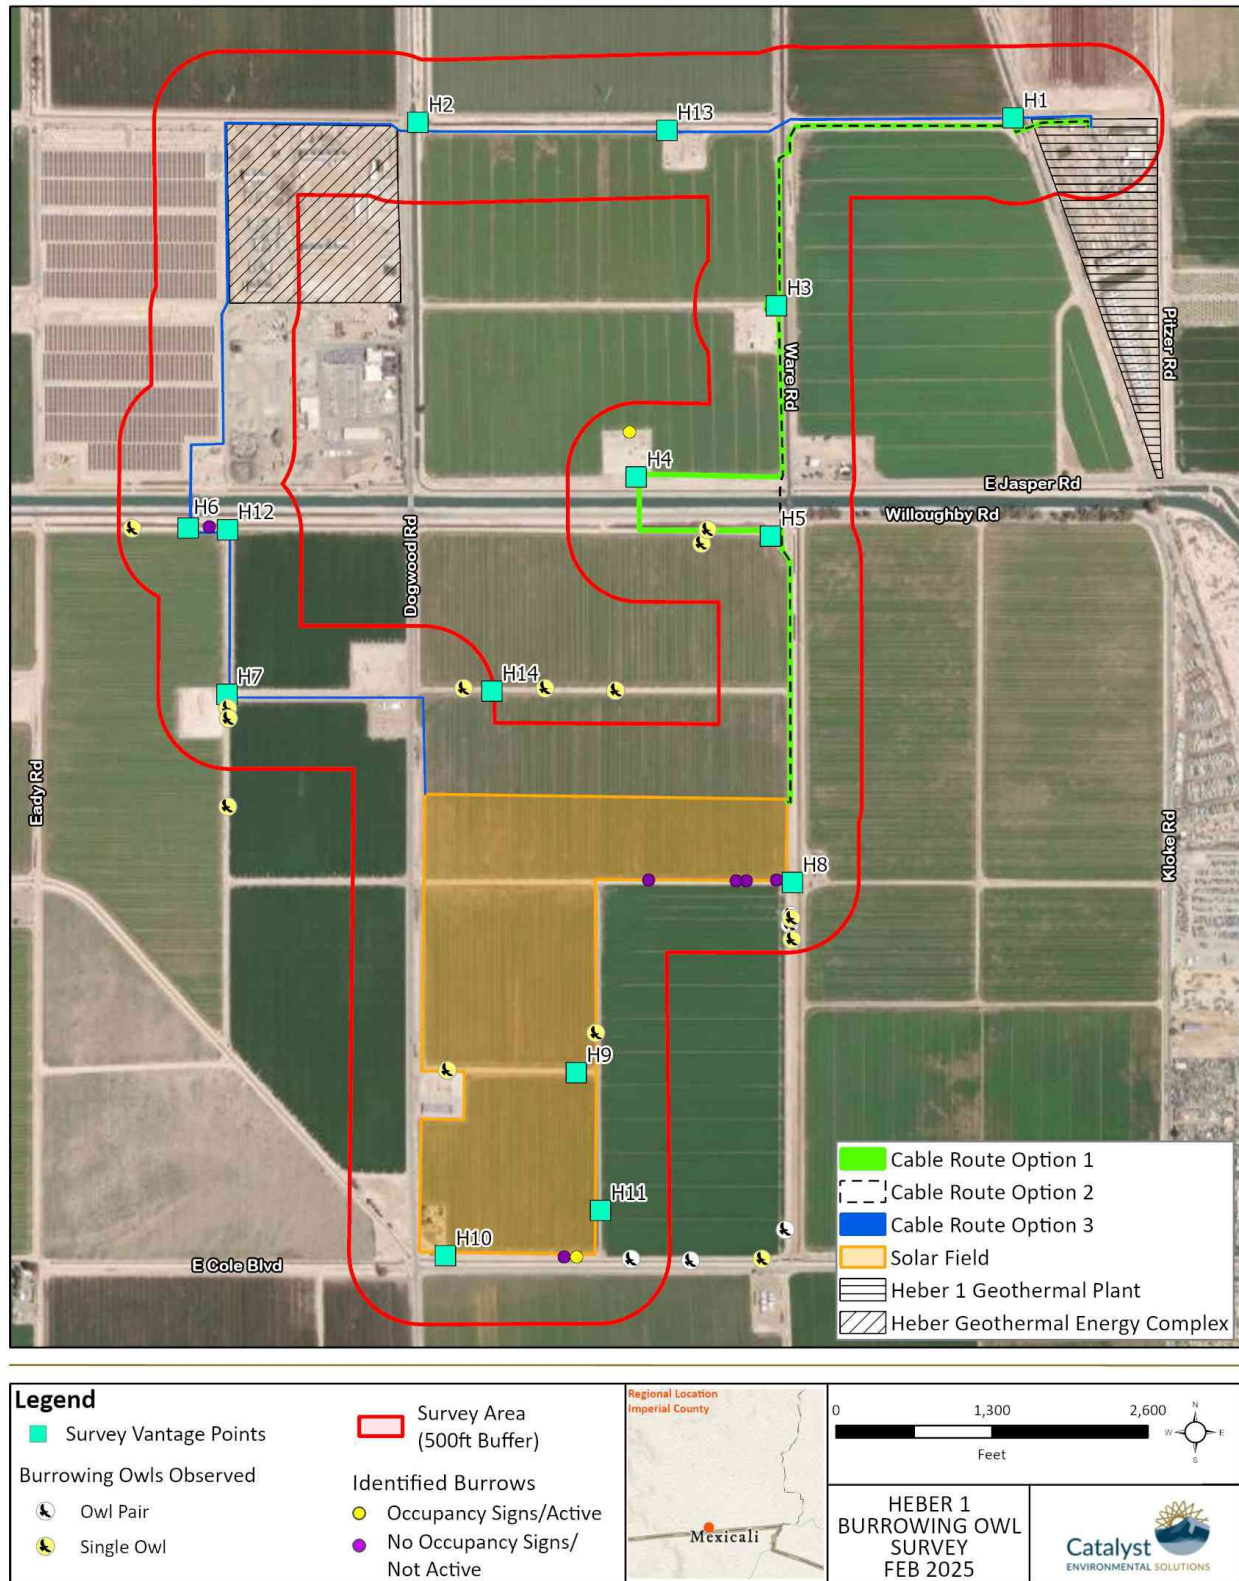 H2
H13
H1
H3
Ware Rd
Pitzer Rd
H4
E Jasper Rd
Willoughby Rd
H6
H12
H5
Dogwood Rd
H14
H7
Eady Rd
H8
Kloke Rd
H9
H11
H10
E Cole Blvd
Cable Route Option 1
Cable Route Option 2
Cable Route Option 3
Solar Field
Heber 1 Geothermal Plant
Heber Geothermal Energy Complex
Legend
Survey Vantage Points
Burrowing Owls Observed
Owl Pair
Single Owl
Survey Area
(500ft Buffer)
Identified Burrows
Occupancy Signs/Active
No Occupancy Signs/
Not Active
Regional Location
Imperial County
Mexicali
0 1,300 2,600
Feet
N
W E
S
HEBER 1
BURROWING OWL
SURVEY
FEB 2025
Catalyst
ENVIRONMENTAL SOLUTIONS